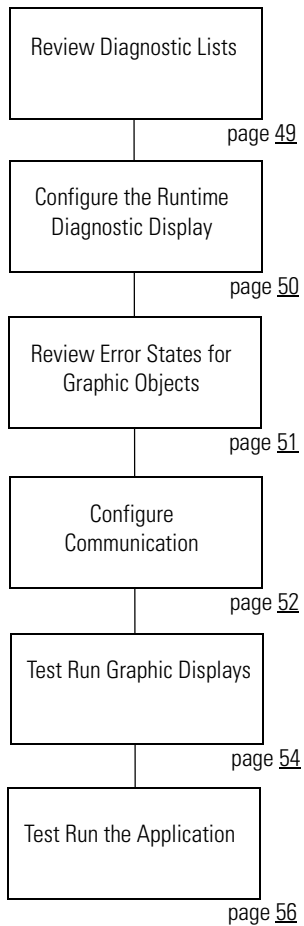 Review Diagnostic Lists
page 49
Configure the Runtime
Diagnostic Display
page 50
Review Error States for
Graphic Objects
page 51
Configure
Communication
page 52
Test Run Graphic Displays
page 54
Test Run the Application
page 56